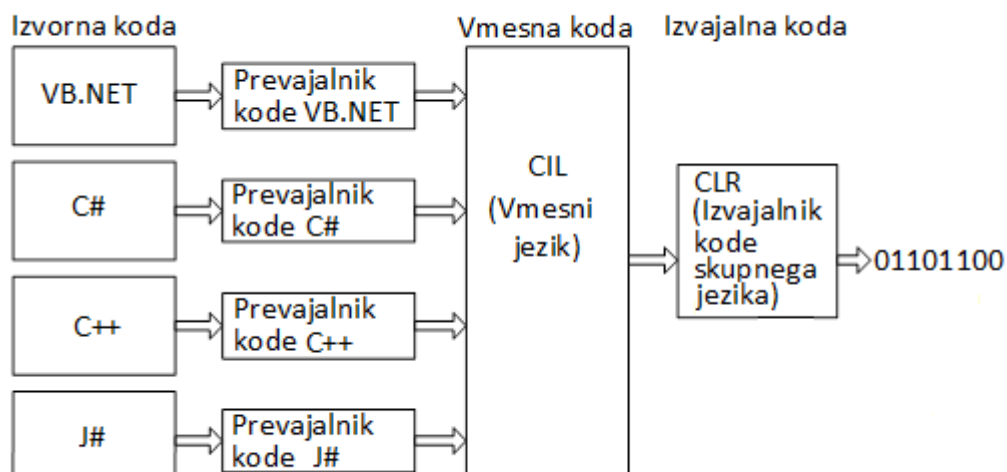 Izvorna koda
Vmesna koda
Izvajalna koda
VB.NET
Prevajalnik
kode VB.NET
C#
Prevajalnik
kode C#
C++
Prevajalnik
kode C++
J#
Prevajalnik
kode J#
CIL
(Vmesni
jezik)
CLR
(Izvajalnik
kode
skupnega
jezika)
01101100